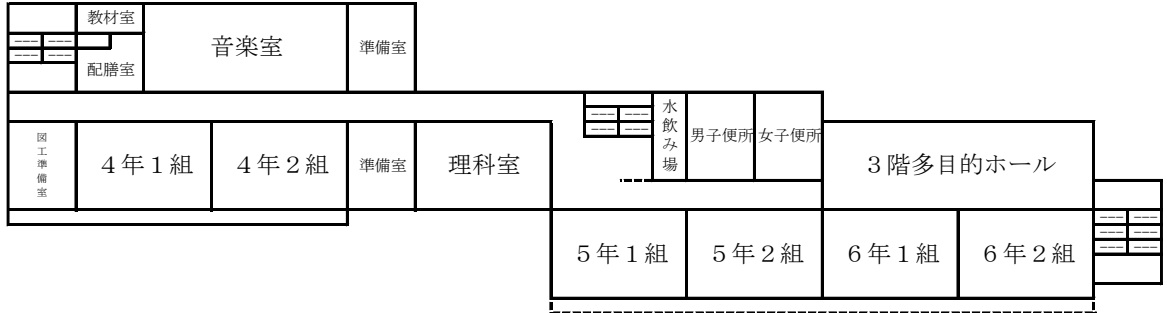 教材室
音楽室
準備室
配膳室
水飲み場
男子便所
女子便所
図工準備室
４年１組
４年２組
準備室
理科室
３階多目的ホール
５年１組
５年２組
６年１組
６年２組